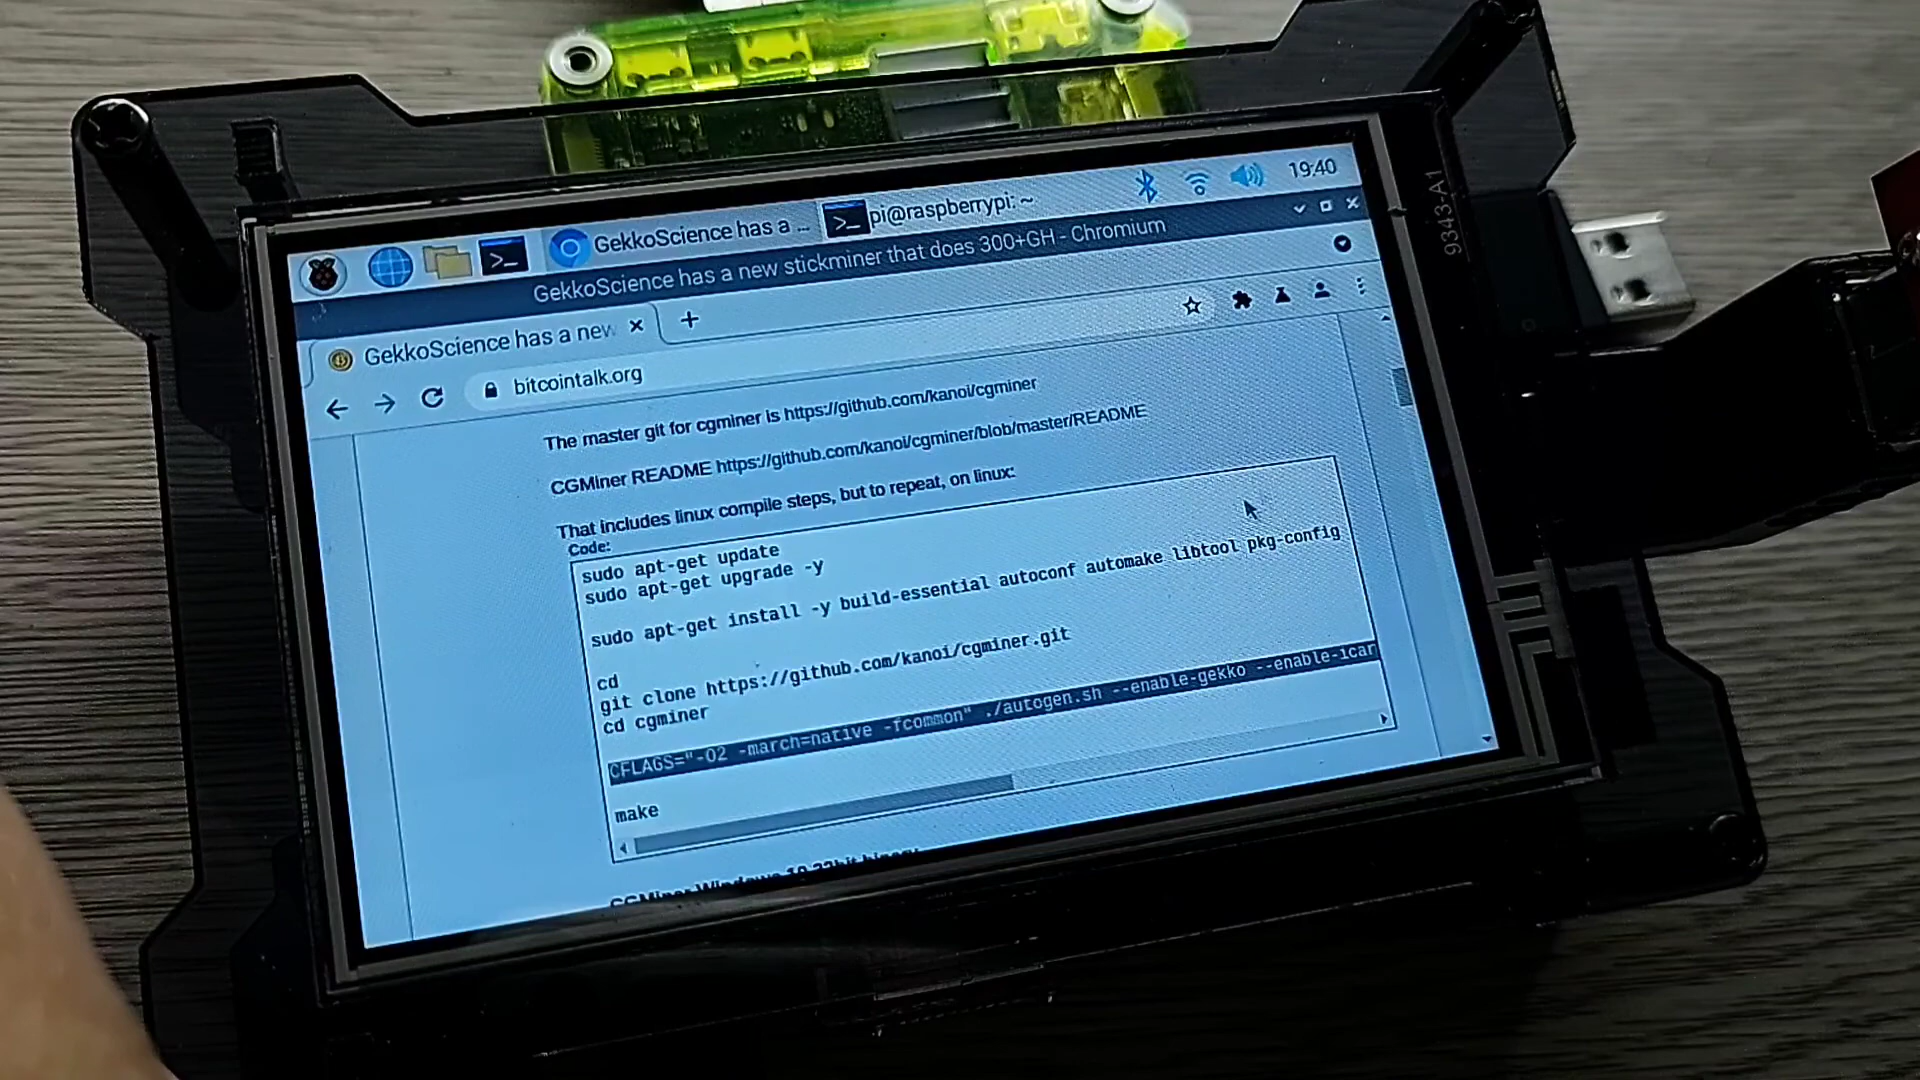 GekkoScience has a ...
pi@raspberrypi: ~
19:40
GekkoScience has a new stickminer that does 300+GH - Chromium
GekkoScience has a new
bitcointalk.org
The master git for cgminer is https://github.com/kanoi/cgminer
CGMiner README https://github.com/kanoi/cgminer/blob/master/README
That includes linux compile steps, but to repeat, on linux:
Code:
sudo apt-get update
sudo apt-get upgrade -y
sudo apt-get install -y build-essential autoconf automake libtool pkg-config
cd
git clone https://github.com/kanoi/cgminer.git
cd cgminer
CFLAGS="-O2 -march=native -fcommon" ./autogen.sh --enable-gekko --enable-icar
make
CGMiner Windows 10 32bit binary
9343-A1